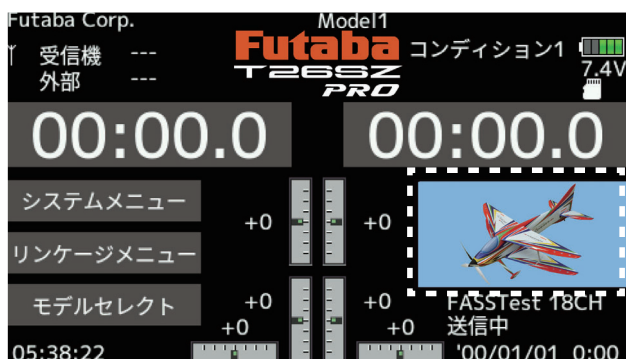 Futaba Corp.
Model1
受信機 ---
外部 ---
Futaba
T26SZ
PRO
コンディション1
7.4V
00:00.0
00:00.0
システムメニュー
リンケージメニュー
モデルセレクト
+0
+0
+0
+0
+0
+0
FASSTest 18CH
送信中
05:38:22
'00/01/01 0:00